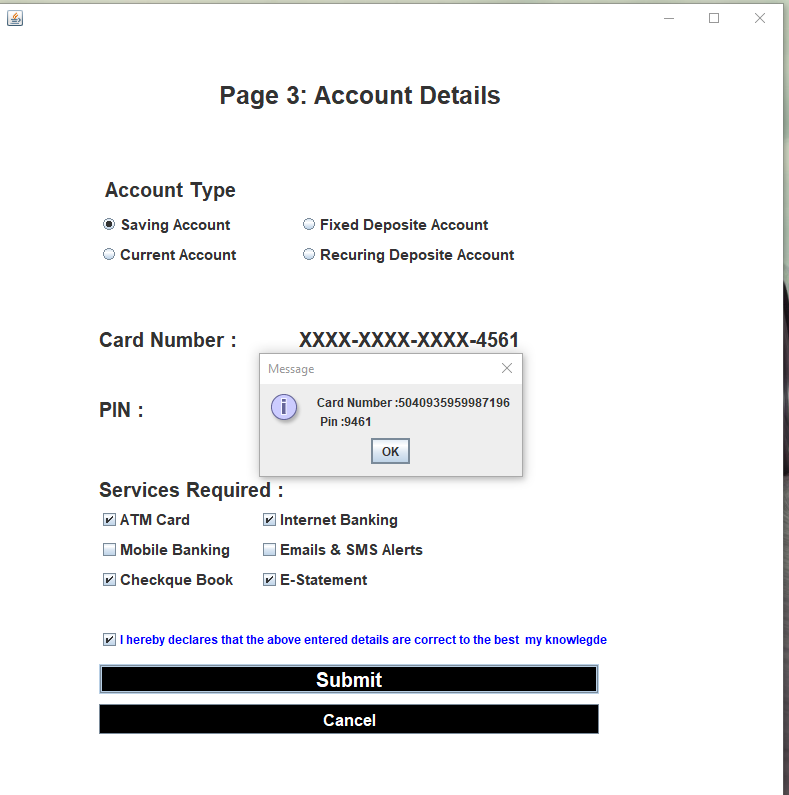 Page 3: Account Details
Account Type
Saving Account
Fixed Deposite Account
Current Account
Recuring Deposite Account
Card Number :
XXXX-XXXX-XXXX-4561
Message
Card Number :5040935959987196
Pin :9461
OK
PIN :
Services Required :
ATM Card
Internet Banking
Mobile Banking
Emails & SMS Alerts
Checkque Book
E-Statement
I hereby declares that the above entered details are correct to the best  my knowlegde
Submit
Cancel